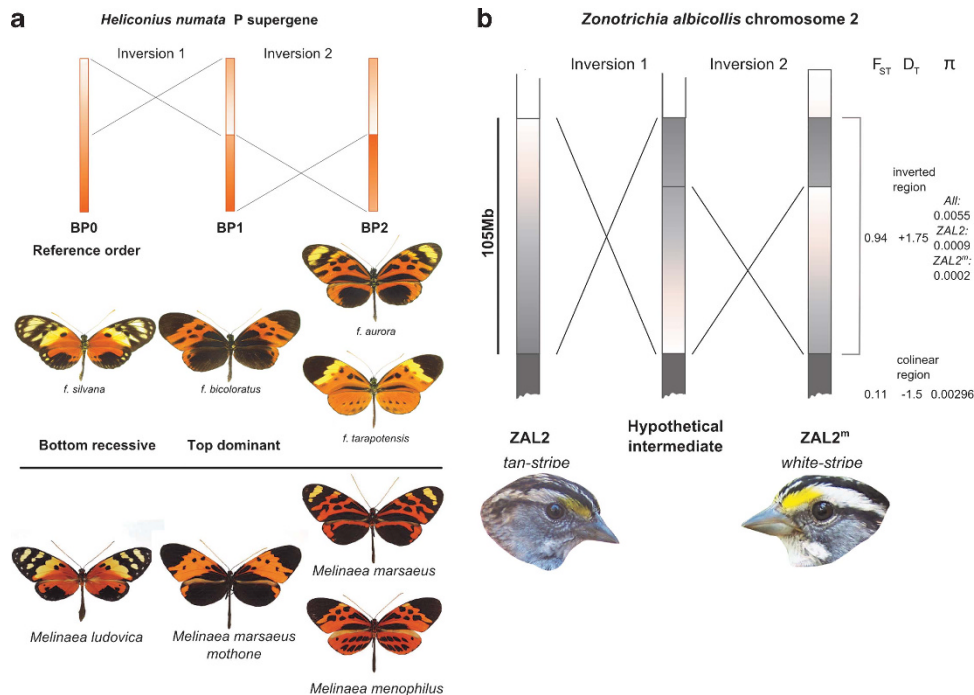 a
Heliconius numata P supergene
Inversion 1 Inversion 2
BP0 BP1 BP2
Reference order
f. aurora
f. silvana f. bicoloratus
f. tarapotensis
Bottom recessive Top dominant
Melinaea marsaeus
Melinaea ludovica Melinaea marsaeus
mothone
Melinaea menophilus
b
Zonotrichia albicollis chromosome 2
Inversion 1 Inversion 2 FST DT π
105Mb
inverted
region
All:
0.0055
0.94 +1.75 ZAL2:
0.0009
ZAL2m:
0.0002
colinear
region
0.11 -1.5 0.00296
ZAL2 Hypothetical ZAL2m
intermediate
tan-stripe white-stripe